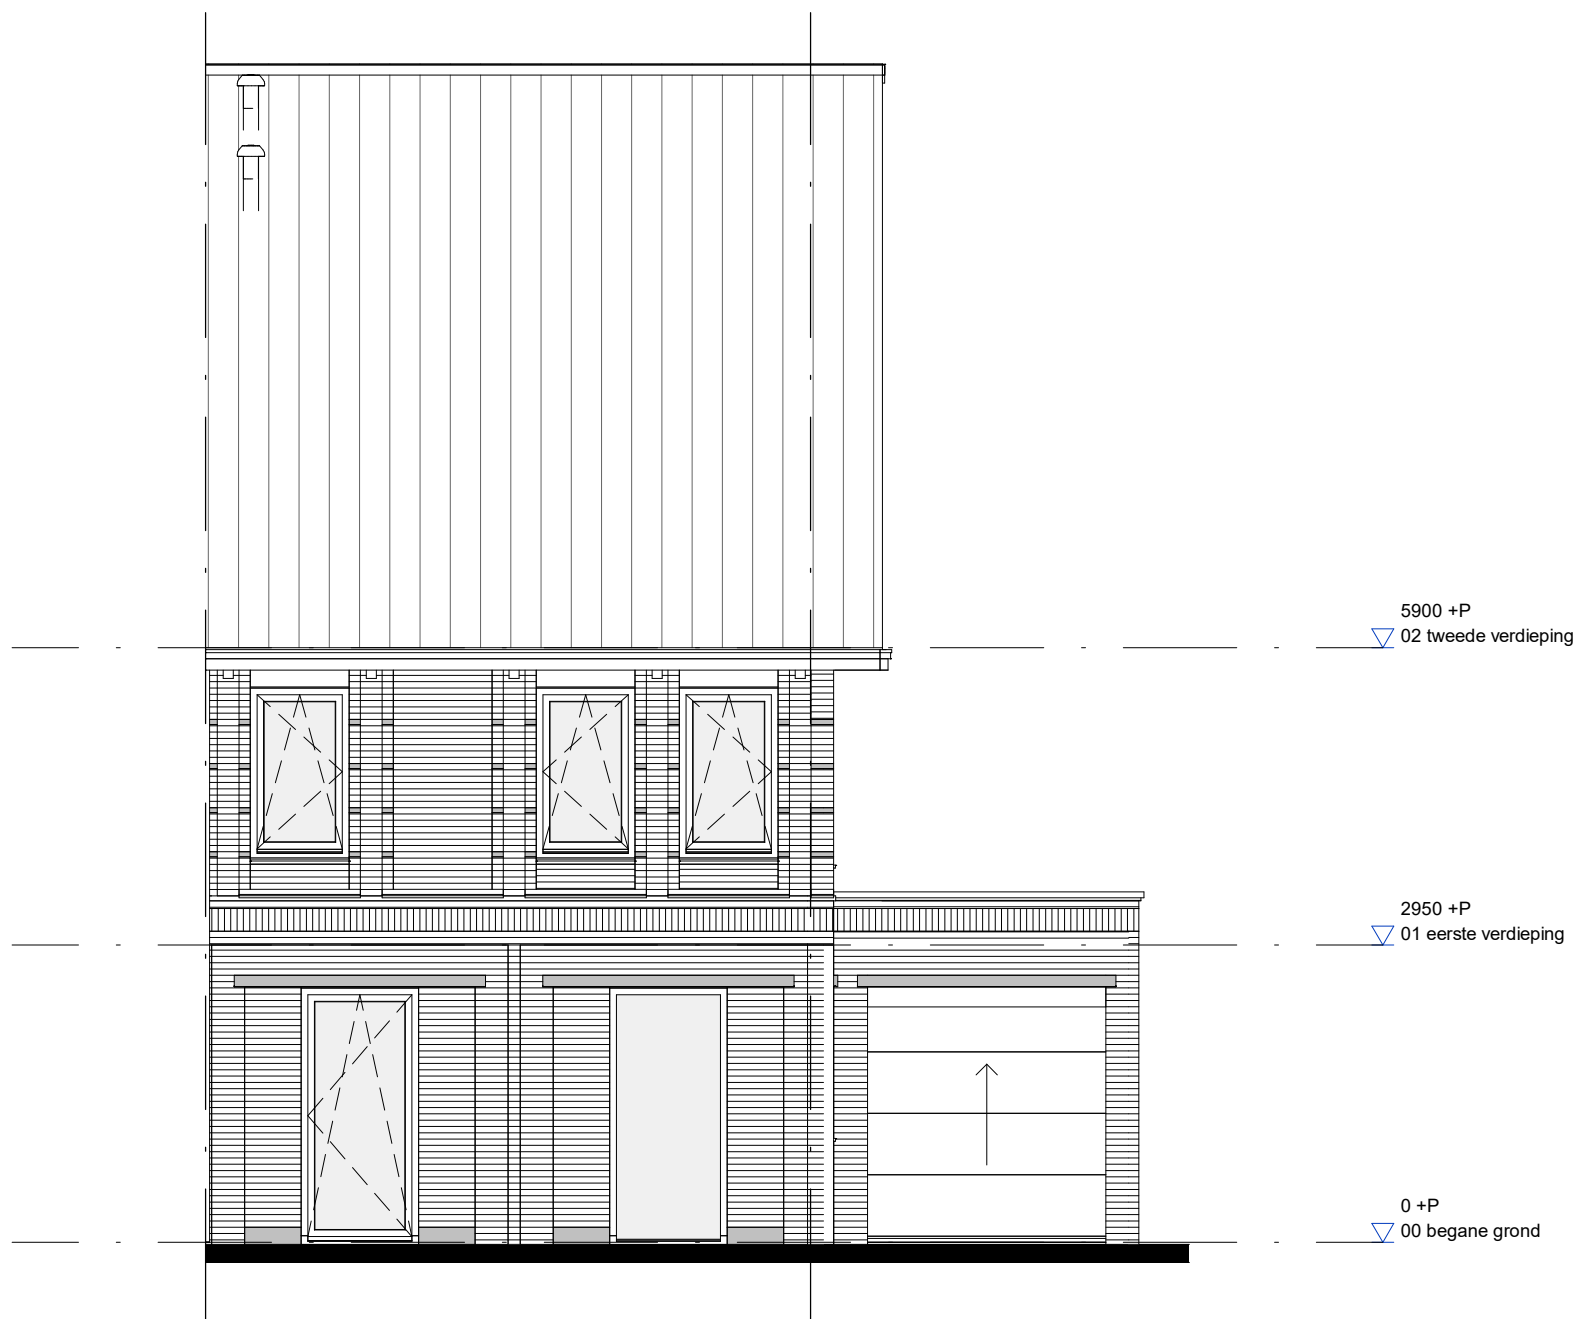 5900 +P
02 tweede verdieping
2950 +P
01 eerste verdieping
0 +P
00 begane grond